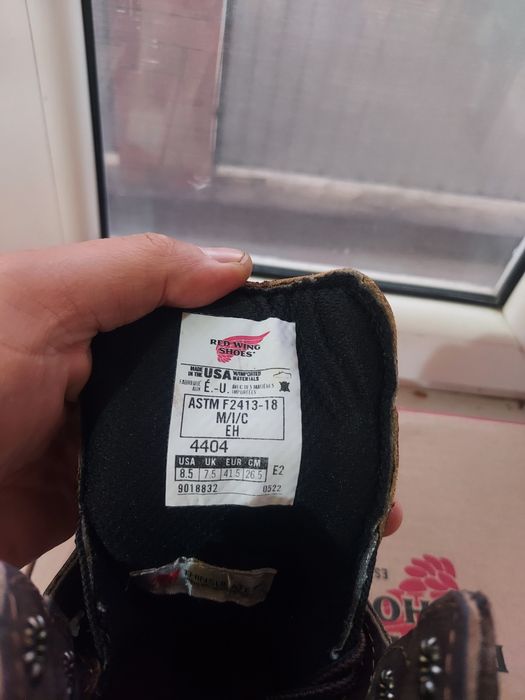 RED WING
SHOES®
MADE IN THE USA W/IMPORTED MATERIALS
FABRIQUÉ AUX É.-U. AVEC DES MATIÈRES IMPORTÉES
ASTM F2413-18
M/I/C
EH
4404
USA UK EUR CM
8.5 7.5 41.5 26.5 E2
9018832 0522